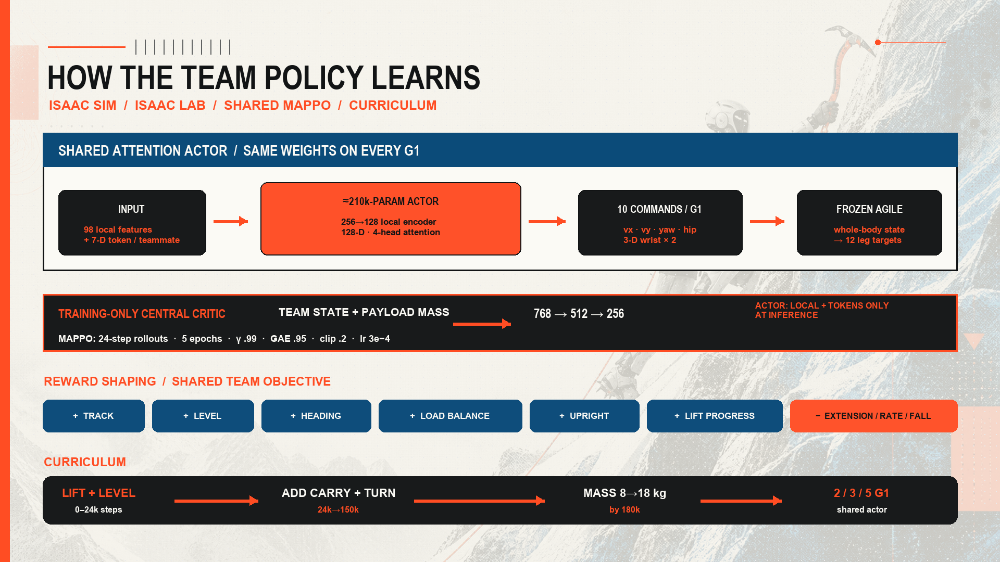 HOW THE TEAM POLICY LEARNS
ISAAC SIM / ISAAC LAB / SHARED MAPPO / CURRICULUM
SHARED ATTENTION ACTOR / SAME WEIGHTS ON EVERY G1
INPUT
98 local features
+ 7-D token / teammate
≈210k-PARAM ACTOR
256→128 local encoder
128-D · 4-head attention
10 COMMANDS / G1
vx · vy · yaw · hip
3-D wrist × 2
FROZEN AGILE
whole-body state
→ 12 leg targets
TRAINING-ONLY CENTRAL CRITIC
TEAM STATE + PAYLOAD MASS
768 → 512 → 256
ACTOR: LOCAL + TOKENS ONLY
AT INFERENCE
MAPPO: 24-step rollouts · 5 epochs · γ .99 · GAE .95 · clip .2 · lr 3e−4
REWARD SHAPING / SHARED TEAM OBJECTIVE
+ TRACK
+ LEVEL
+ HEADING
+ LOAD BALANCE
+ UPRIGHT
+ LIFT PROGRESS
− EXTENSION / RATE / FALL
CURRICULUM
LIFT + LEVEL
0–24k steps
ADD CARRY + TURN
24k→150k
MASS 8→18 kg
by 180k
2 / 3 / 5 G1
shared actor